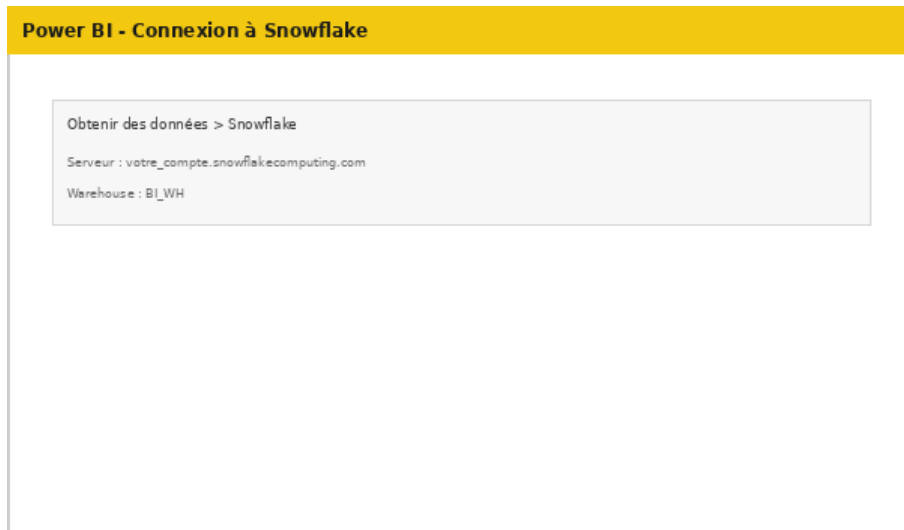 Power BI - Connexion à Snowflake
Obtenir des données > Snowflake
Serveur : votre_compte.snowflakecomputing.com
Warehouse : BI_WH